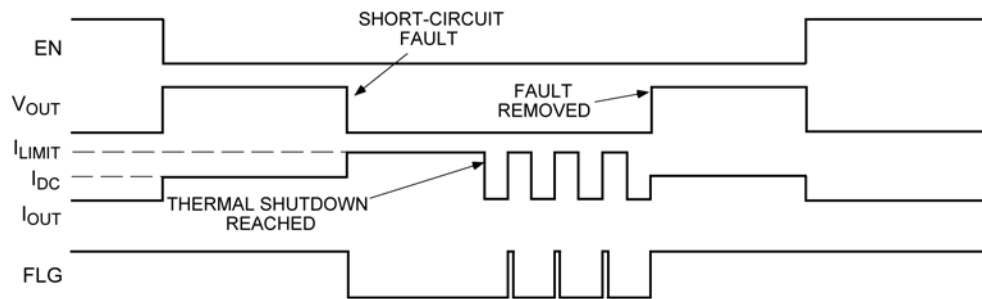 SHORT-CIRCUIT
FAULT
EN
FAULT
REMOVED
VOUT
ILIMIT
IDC
THERMAL SHUTDOWN
REACHED
IOUT
FLG